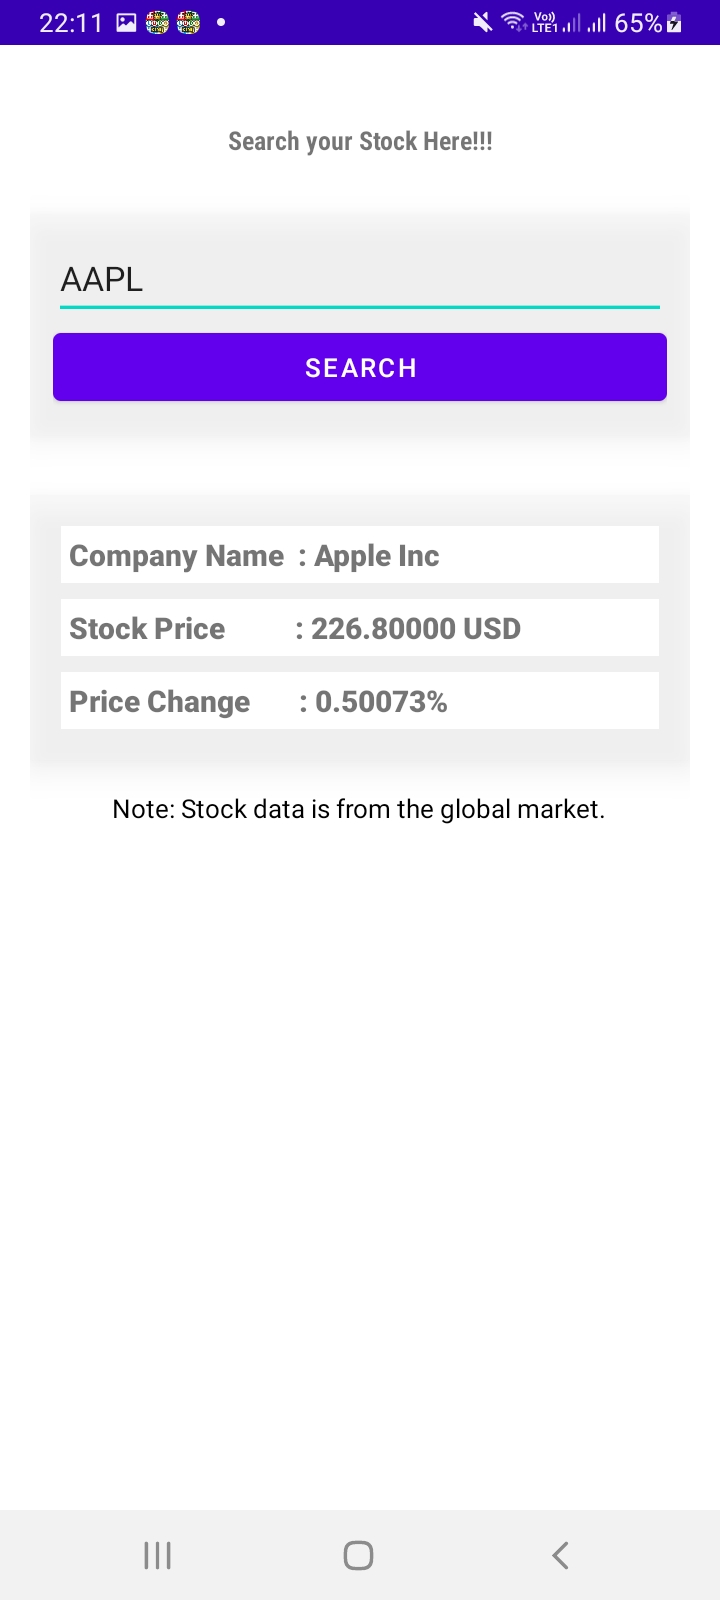 22:11 Vo)) LTE1 65%
Search your Stock Here!!!
AAPL
SEARCH
Company Name : Apple Inc
Stock Price : 226.80000 USD
Price Change : 0.50073%
Note: Stock data is from the global market.